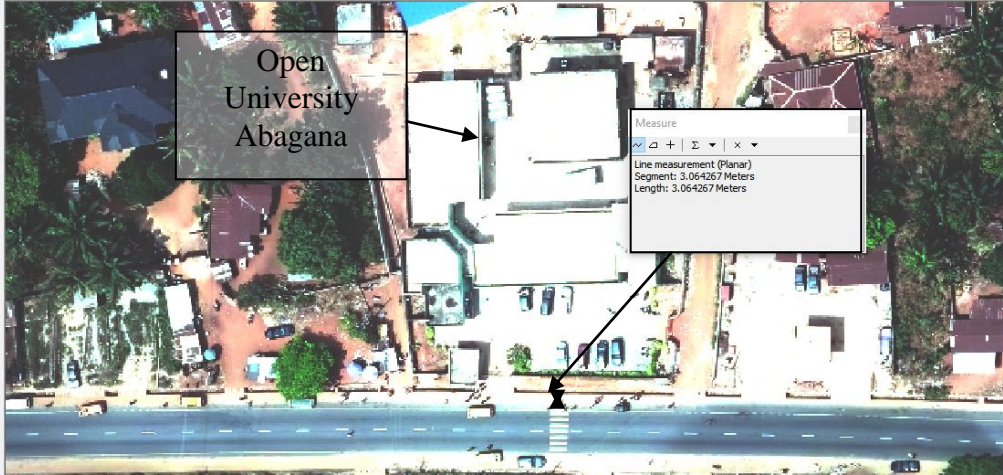 Open
University
Abagana
Measure
Line measurement (Planar)
Segment: 3.064267 Meters
Length: 3.064267 Meters